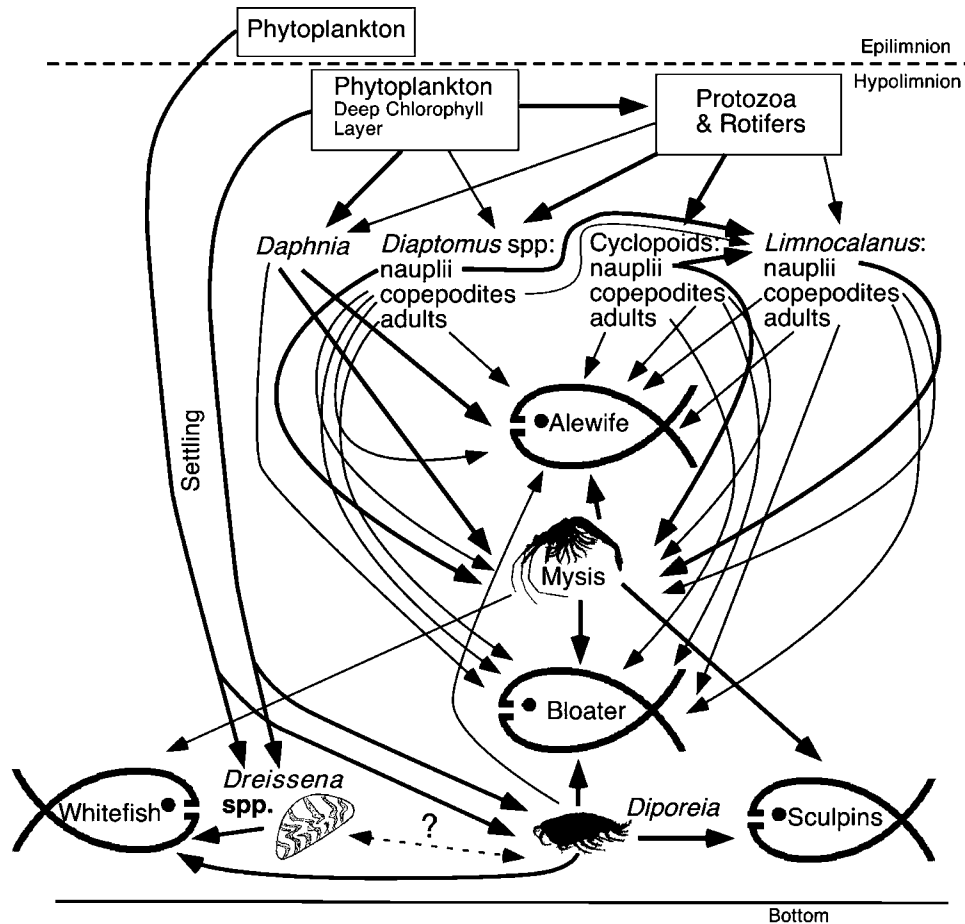 Phytoplankton
Epilimnion
Hypolimnion
Phytoplankton
Deep Chlorophyll
Layer
Protozoa
& Rotifers
Daphnia
Diaptomus spp:
nauplii
copepodites
adults
Cyclopoids:
nauplii
copepodites
adults
Limnocalanus:
nauplii
copepodites
adults
Settling
Alewife
Mysis
Bloater
Dreissena
spp.
Whitefish
?
Diporeia
Sculpins
Bottom